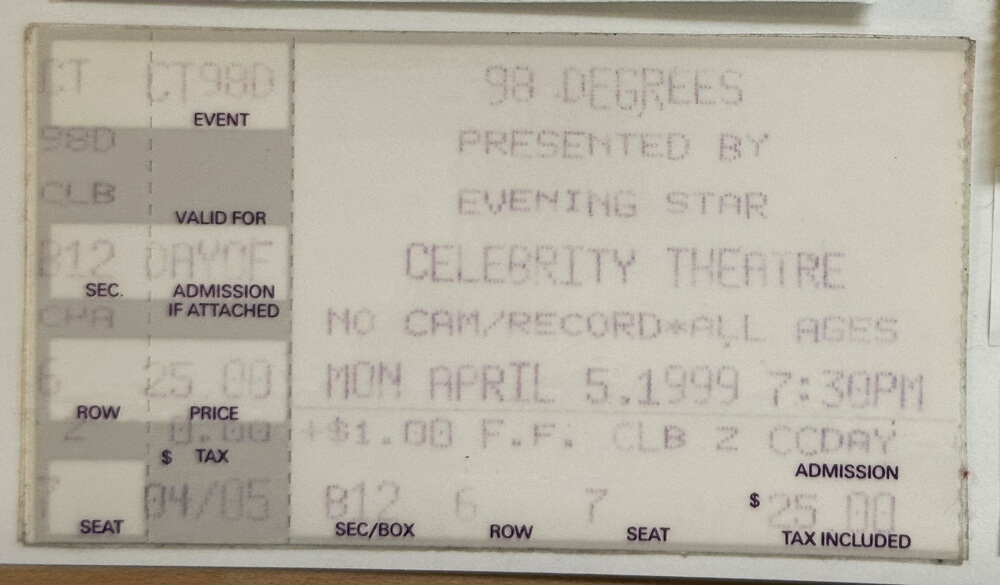 CT CT98D
EVENT
98D
CLB
VALID FOR
B12 DAYOF
SEC. ADMISSION
IF ATTACHED
CPA
6 25.00
ROW PRICE
2 0.00
$ TAX
7 04/05
SEAT
98 DEGREES
PRESENTED BY
EVENING STAR
CELEBRITY THEATRE
NO CAM/RECORD*ALL AGES
MON APRIL 5.1999 7:30PM
+$1.00 F.F. CLB 2 CCDAY
ADMISSION
B12 6 7 $25.00
SEC/BOX ROW SEAT TAX INCLUDED